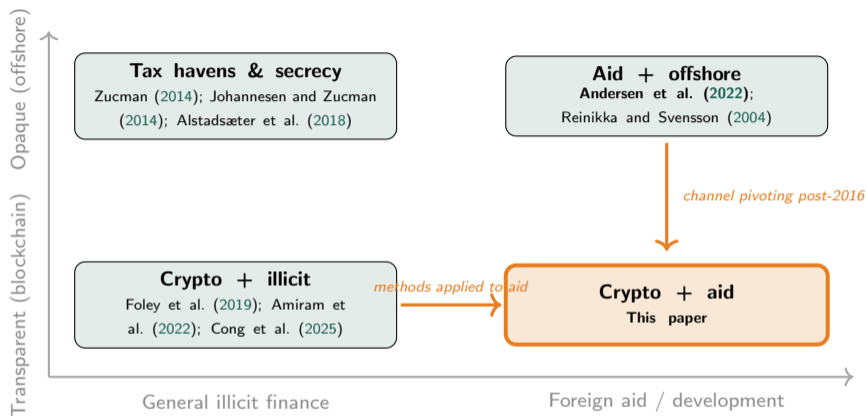 Opaque (offshore)
Tax havens & secrecy
Zucman (2014); Johannesen and Zucman
(2014); Alstadsæter et al. (2018)
Aid + offshore
Andersen et al. (2022);
Reinikka and Svensson (2004)
channel pivoting post-2016
Transparent (blockchain)
Crypto + illicit
Foley et al. (2019); Amiram et
al. (2022); Cong et al. (2025)
methods applied to aid
Crypto + aid
This paper
General illicit finance
Foreign aid / development